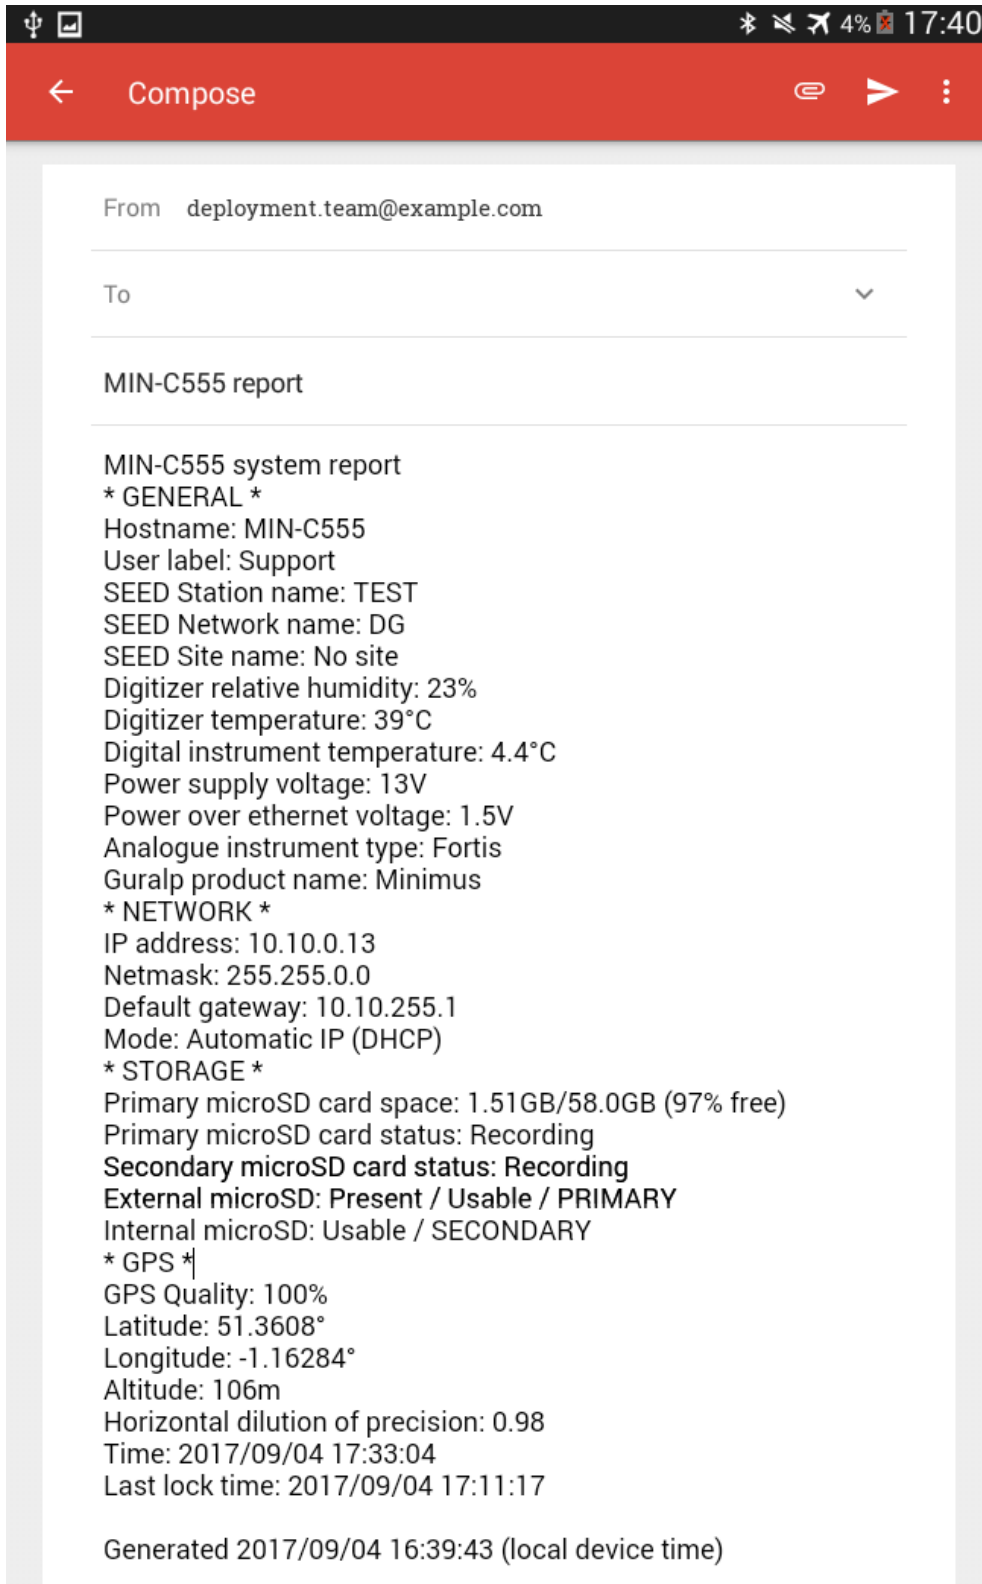 4% 17:40
Compose
From deployment.team@example.com
To
MIN-C555 report
MIN-C555 system report
* GENERAL *
Hostname: MIN-C555
User label: Support
SEED Station name: TEST
SEED Network name: DG
SEED Site name: No site
Digitizer relative humidity: 23%
Digitizer temperature: 39°C
Digital instrument temperature: 4.4°C
Power supply voltage: 13V
Power over ethernet voltage: 1.5V
Analogue instrument type: Fortis
Guralp product name: Minimus
* NETWORK *
IP address: 10.10.0.13
Netmask: 255.255.0.0
Default gateway: 10.10.255.1
Mode: Automatic IP (DHCP)
* STORAGE *
Primary microSD card space: 1.51GB/58.0GB (97% free)
Primary microSD card status: Recording
Secondary microSD card status: Recording
External microSD: Present / Usable / PRIMARY
Internal microSD: Usable / SECONDARY
* GPS *
GPS Quality: 100%
Latitude: 51.3608°
Longitude: -1.16284°
Altitude: 106m
Horizontal dilution of precision: 0.98
Time: 2017/09/04 17:33:04
Last lock time: 2017/09/04 17:11:17
Generated 2017/09/04 16:39:43 (local device time)